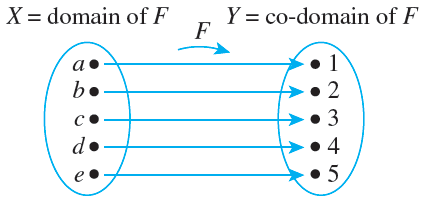 X = domain of F
F
Y = co-domain of F
a 1
b 2
c 3
d 4
e 5